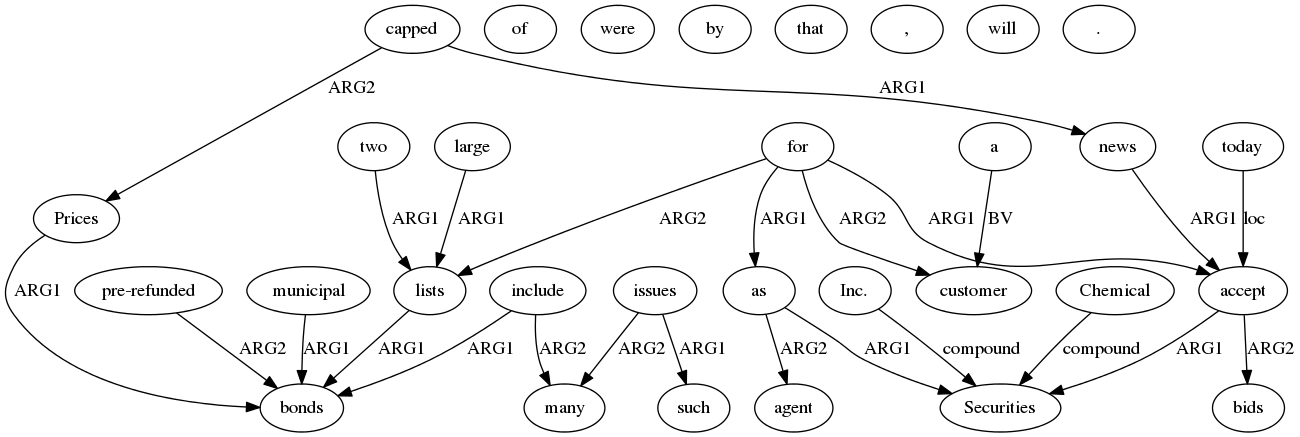 capped of were by that , will .
ARG2 ARG1
two large for a news today
Prices ARG1 ARG1 ARG2 ARG1 ARG2 ARG1 BV ARG1 loc
pre-refunded municipal lists include issues as Inc. customer Chemical accept
ARG1 ARG2 ARG1 ARG1 ARG1 ARG2 ARG2 ARG1 ARG2 ARG1 compound compound ARG1 ARG2
bonds many such agent Securities bids